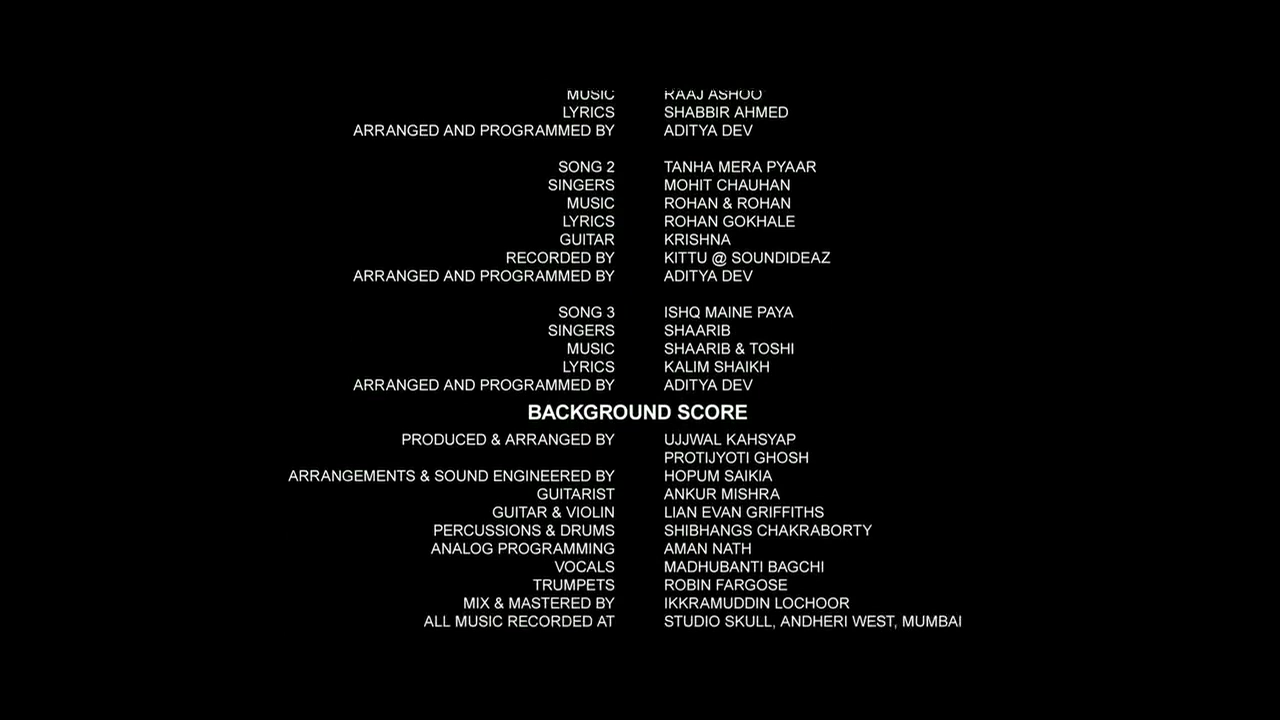 MUSIC RAAJ ASHOO
LYRICS SHABBIR AHMED
ARRANGED AND PROGRAMMED BY ADITYA DEV
SONG 2 TANHA MERA PYAAR
SINGERS MOHIT CHAUHAN
MUSIC ROHAN & ROHAN
LYRICS ROHAN GOKHALE
GUITAR KRISHNA
RECORDED BY KITTU @ SOUNDIDEAZ
ARRANGED AND PROGRAMMED BY ADITYA DEV
SONG 3 ISHQ MAINE PAYA
SINGERS SHAARIB
MUSIC SHAARIB & TOSHI
LYRICS KALIM SHAIKH
ARRANGED AND PROGRAMMED BY ADITYA DEV
BACKGROUND SCORE
PRODUCED & ARRANGED BY UJJWAL KAHSYAP
PROTIJYOTI GHOSH
ARRANGEMENTS & SOUND ENGINEERED BY HOPUM SAIKIA
GUITARIST ANKUR MISHRA
GUITAR & VIOLIN LIAN EVAN GRIFFITHS
PERCUSSIONS & DRUMS SHIBHANGS CHAKRABORTY
ANALOG PROGRAMMING AMAN NATH
VOCALS MADHUBANTI BAGCHI
TRUMPETS ROBIN FARGOSE
MIX & MASTERED BY IKKRAMUDDIN LOCHOOR
ALL MUSIC RECORDED AT STUDIO SKULL, ANDHERI WEST, MUMBAI